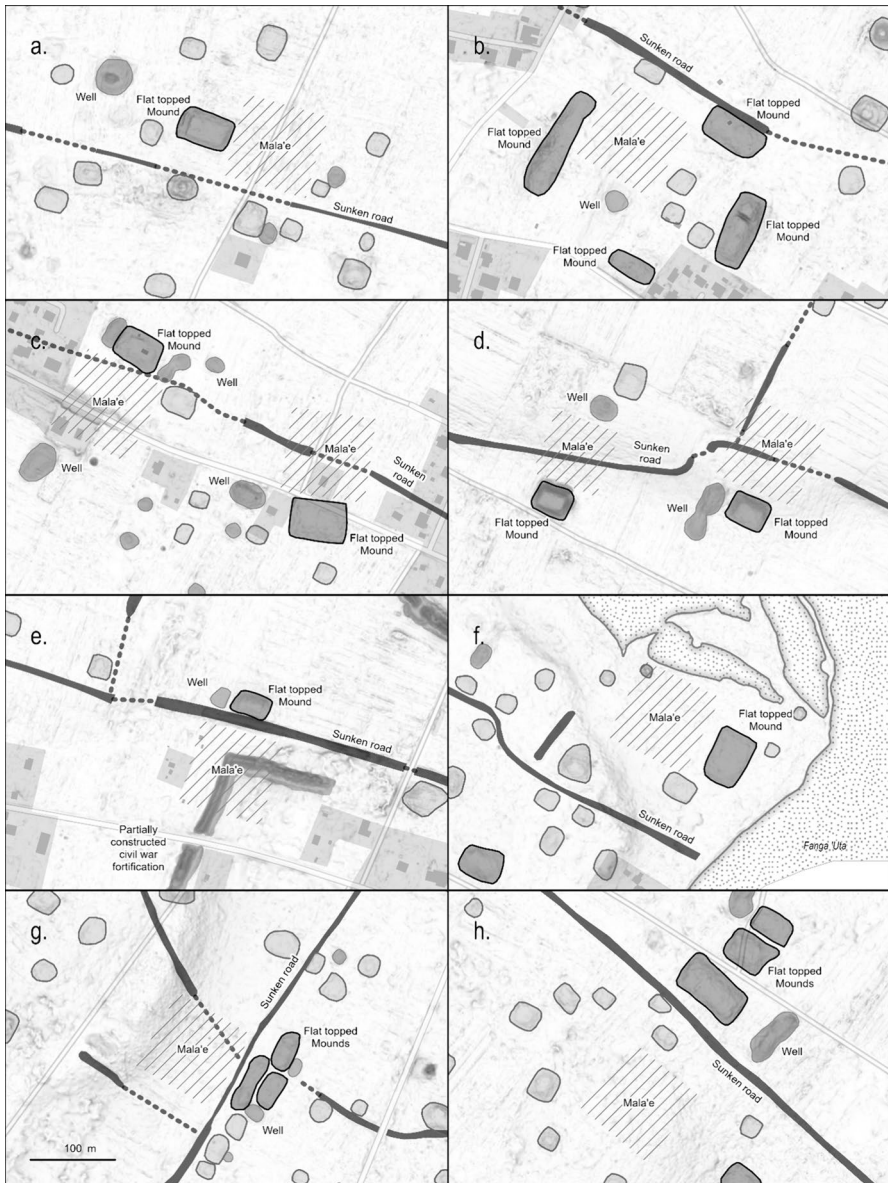 a.
Well
Flat topped
Mound
Mala'e
Sunken road
b.
Sunken road
Flat topped
Mound
Flat topped
Mound
Mala'e
Well
Flat topped
Mound
Flat topped
Mound
c.
Flat topped
Mound
Well
Mala'e
Mala'e
Well
Well
Sunken
road
Flat topped
Mound
d.
Well
Mala'e
Sunken
road
Mala'e
Well
Flat topped
Mound
Flat topped
Mound
e.
Well
Flat topped
Mound
Sunken road
Mala'e
Partially
constructed
civil war
fortification
f.
Mala'e
Flat topped
Mound
Sunken road
Fanga 'Uta
g.
Sunken road
Mala'e
Flat topped
Mounds
Well
100 m
h.
Flat topped
Mounds
Well
Sunken road
Mala'e